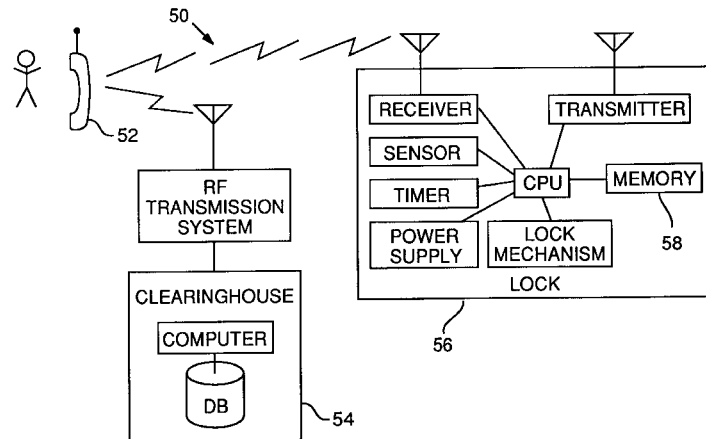 50
52
RF
TRANSMISSION
SYSTEM
CLEARINGHOUSE
COMPUTER
DB
54
RECEIVER
TRANSMITTER
SENSOR
TIMER
CPU
MEMORY
58
POWER
SUPPLY
LOCK
MECHANISM
LOCK
56